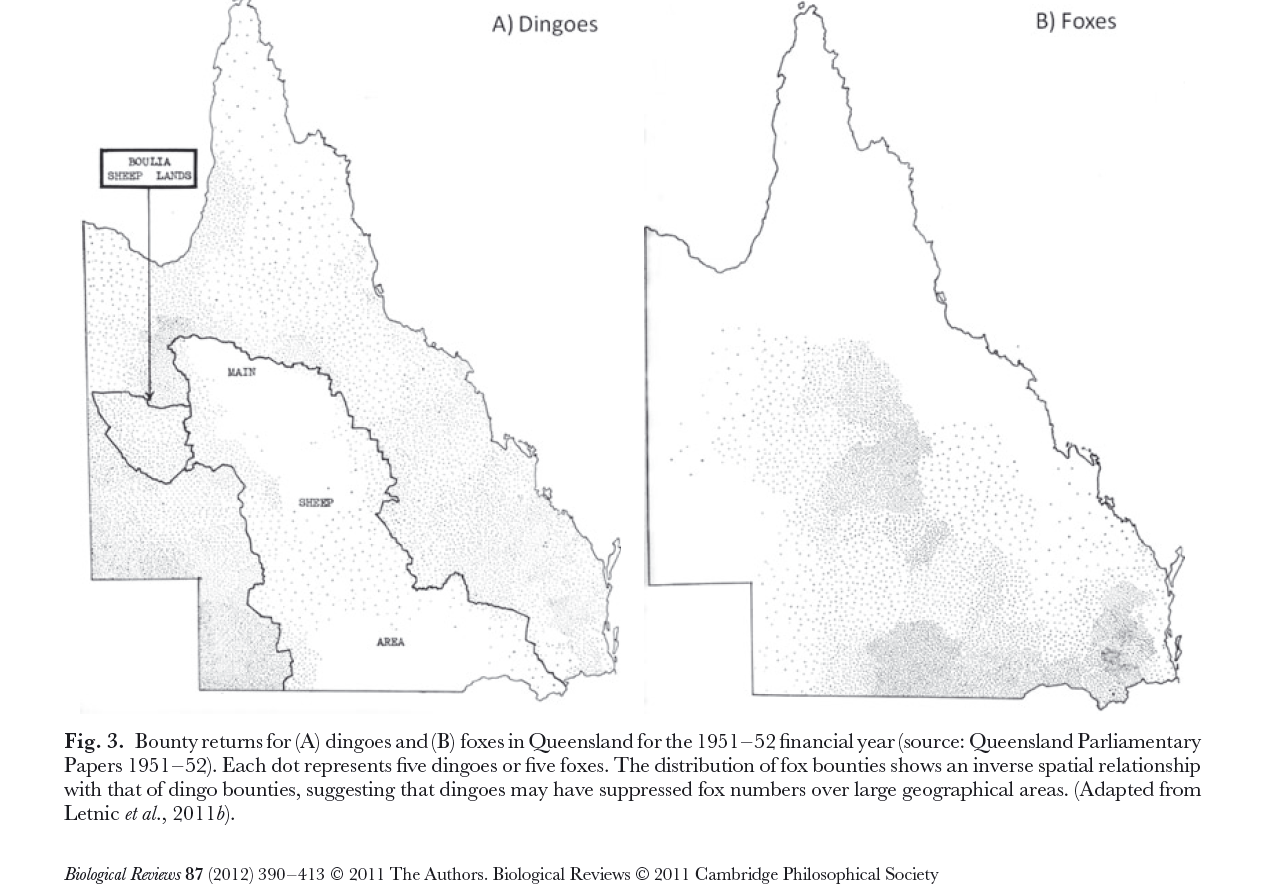 A) Dingoes
B) Foxes
BOULIA
SHEEP LANDS
MAIN
SHEEP
AREA
Fig. 3. Bounty returns for (A) dingoes and (B) foxes in Queensland for the 1951–52 financial year (source: Queensland Parliamentary
Papers 1951–52). Each dot represents five dingoes or five foxes. The distribution of fox bounties shows an inverse spatial relationship
with that of dingo bounties, suggesting that dingoes may have suppressed fox numbers over large geographical areas. (Adapted from
Letnic et al., 2011b).
Biological Reviews 87 (2012) 390–413 © 2011 The Authors. Biological Reviews © 2011 Cambridge Philosophical Society